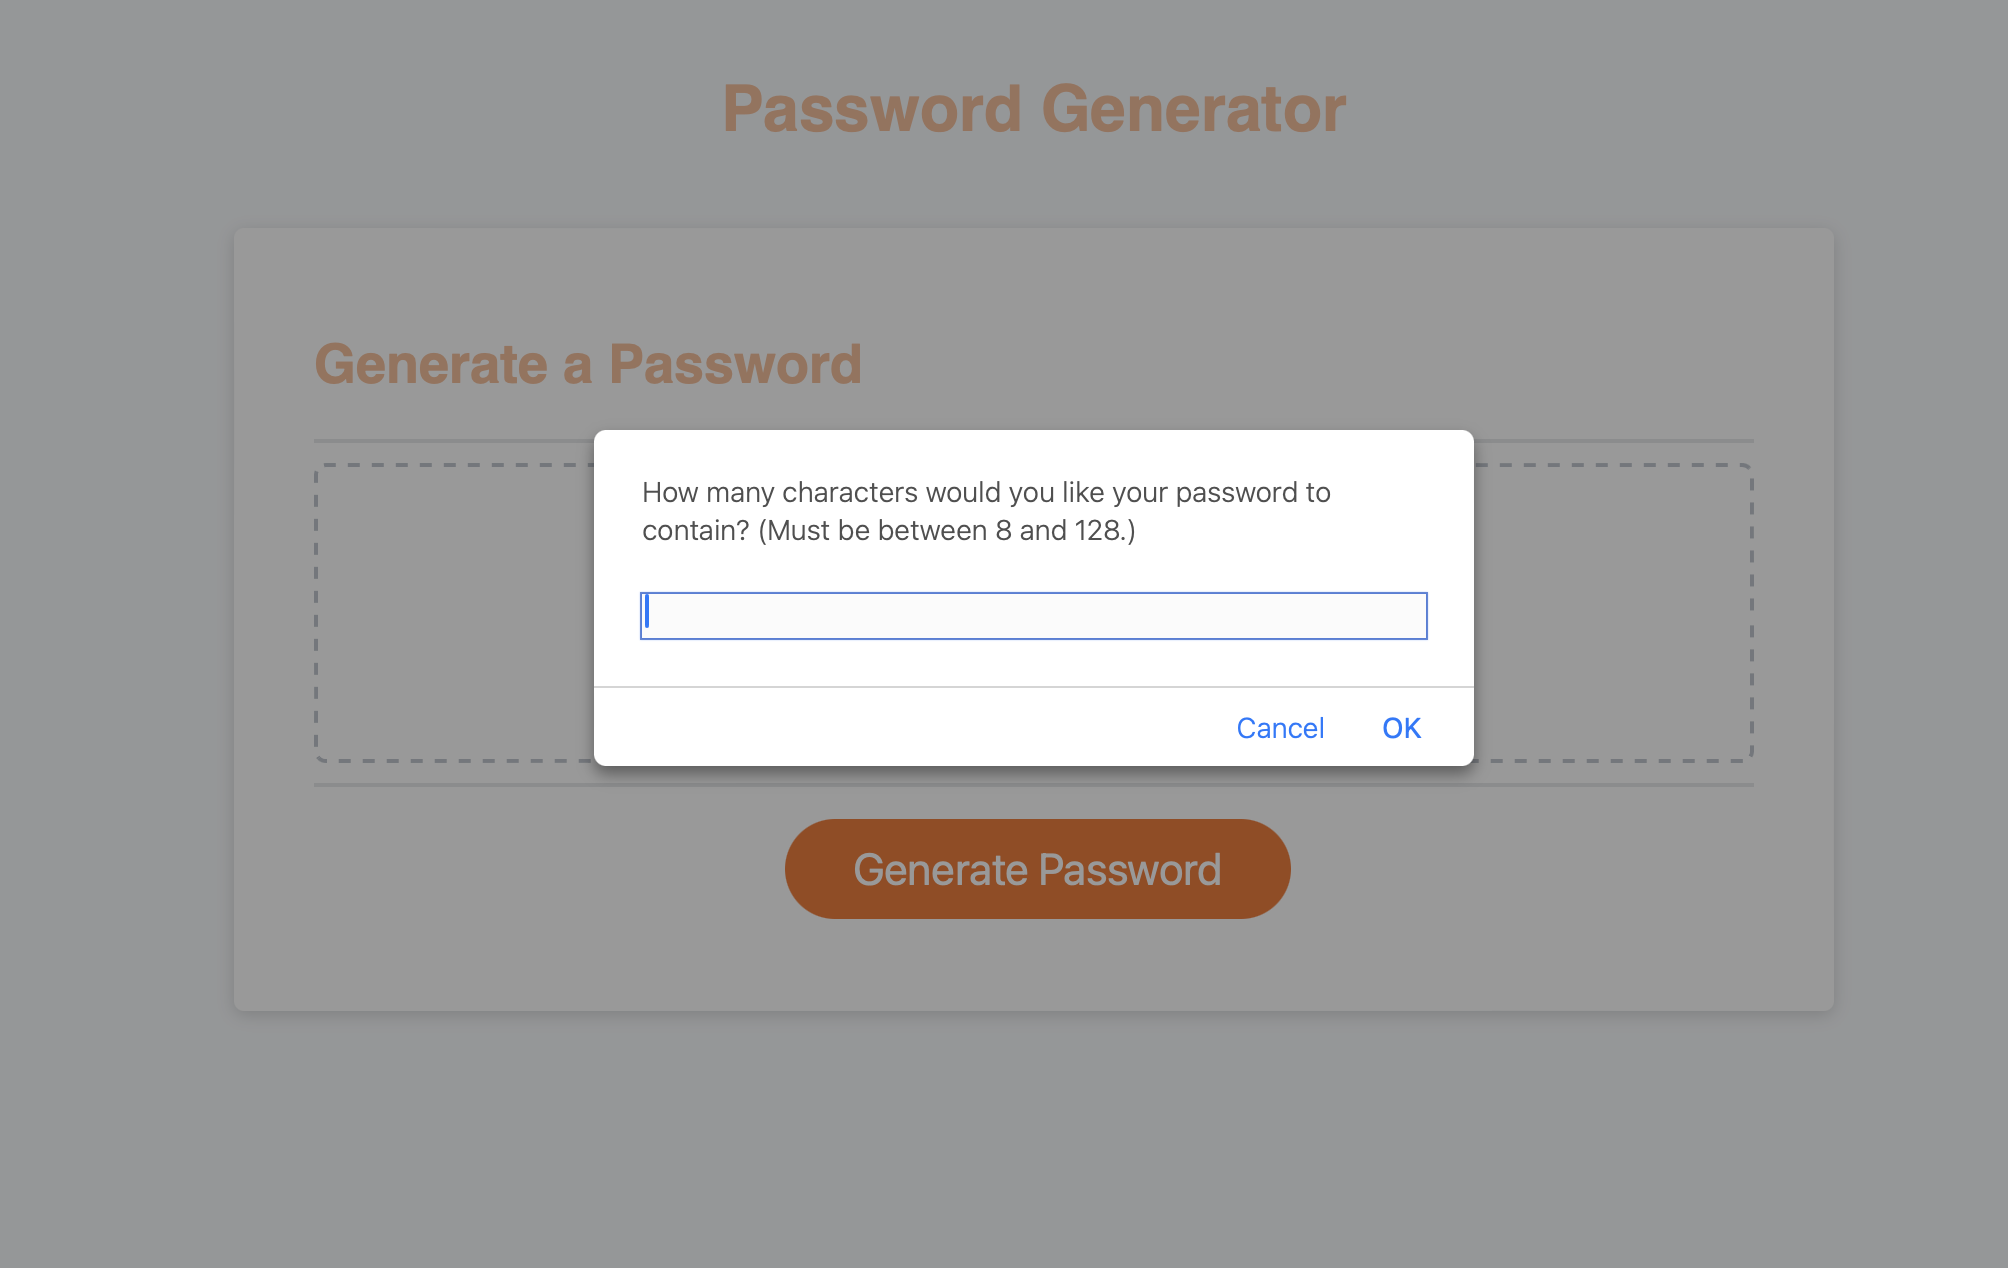 Password Generator
Generate a Password
How many characters would you like your password to
contain? (Must be between 8 and 128.)
Cancel OK
Generate Password